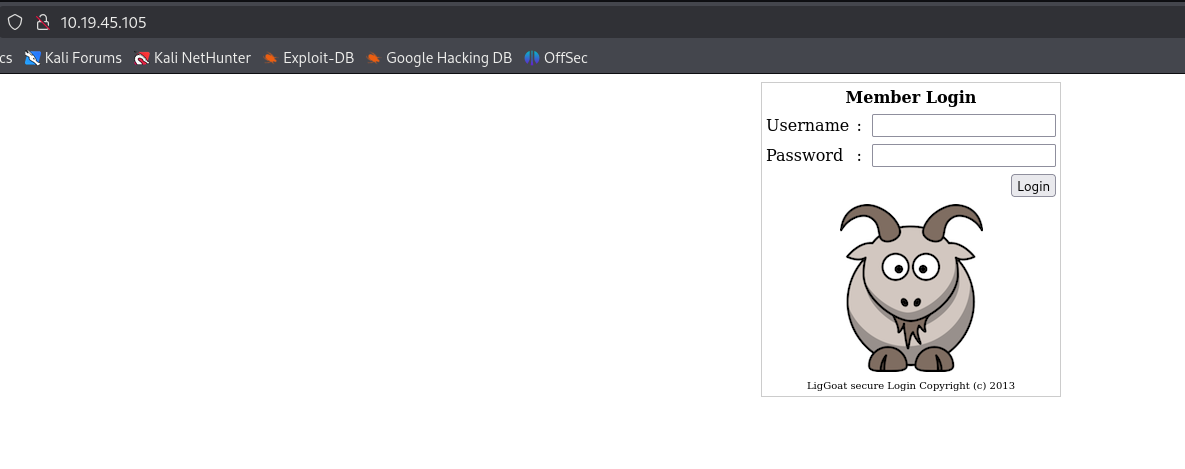 10.19.45.105
cs Kali Forums Kali NetHunter Exploit-DB Google Hacking DB OffSec
Member Login
Username :
Password :
Login
LigGoat secure Login Copyright (c) 2013